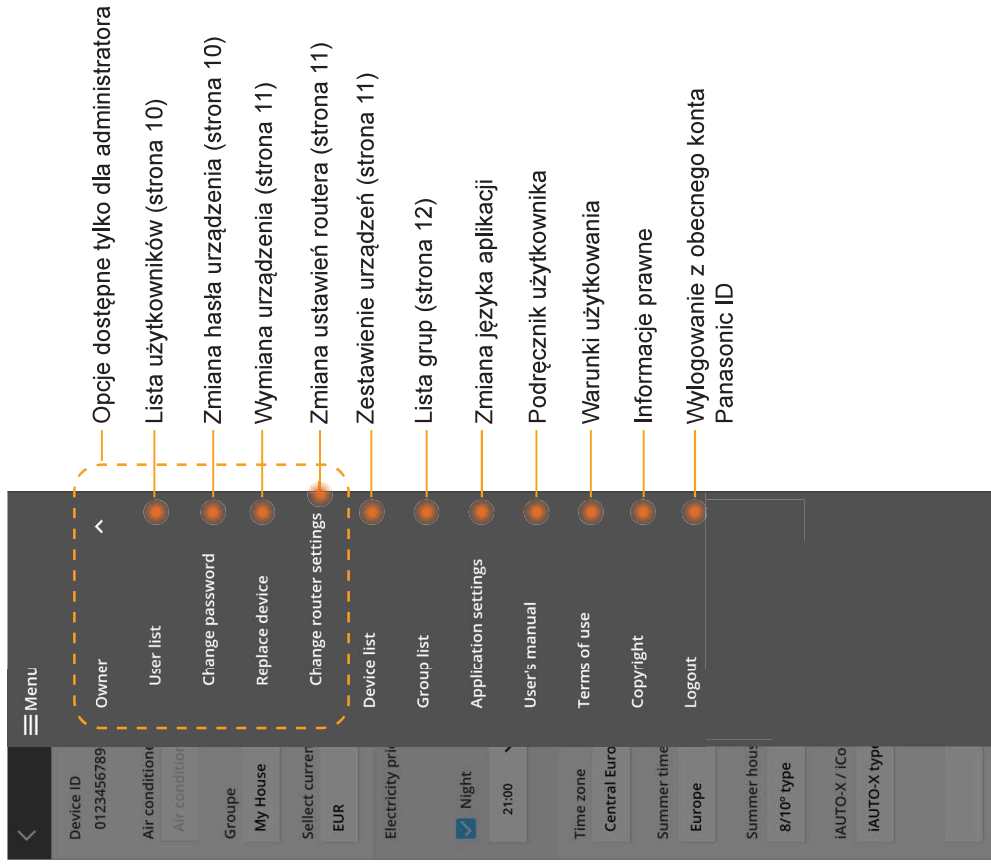 Device ID
0123456789
Air conditione
Air condition
Groupe
My House
Sellect curren
EUR
Electricity pri
Night
21:00
Time zone
Central Euro
Summer time
Europe
Summer hous
8/10° type
iAUTO-X / iCo
iAUTO-X type
Menu
Owner
User list
Change password
Replace device
Change router settings
Device list
Group list
Application settings
User's manual
Terms of use
Copyright
Logout
Opcje dostępne tylko dla administratora
Lista użytkowników (strona 10)
Zmiana hasła urządzenia (strona 10)
Wymiana urządzenia (strona 11)
Zmiana ustawień routera (strona 11)
Zestawienie urządzeń (strona 11)
Lista grup (strona 12)
Zmiana języka aplikacji
Podręcznik użytkownika
Warunki użytkowania
Informacje prawne
Wylogowanie z obecnego konta
Panasonic ID